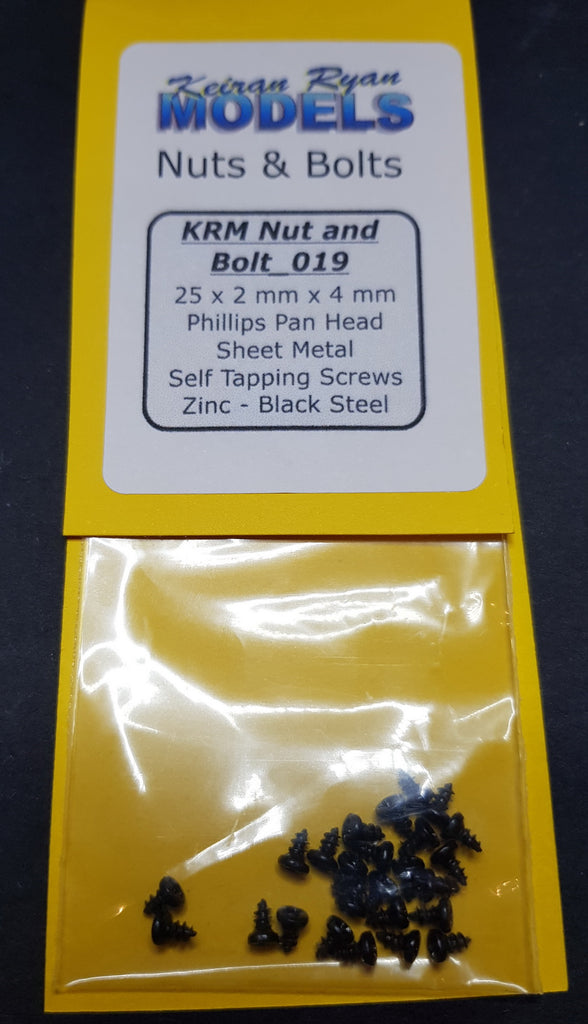 Keiran Ryan
MODELS
Nuts & Bolts
KRM Nut and
Bolt_019
25 x 2 mm x 4 mm
Phillips Pan Head
Sheet Metal
Self Tapping Screws
Zinc - Black Steel